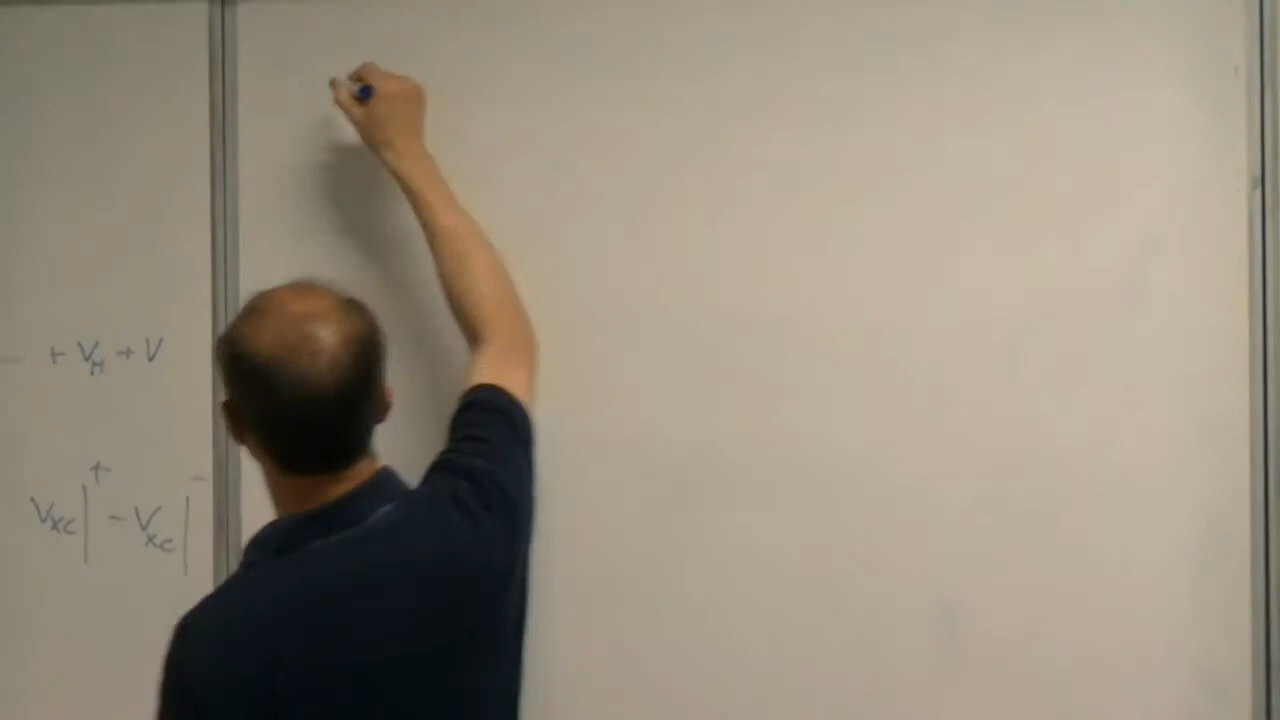 + V_H + V
V_xc|^+ - V_xc|^-